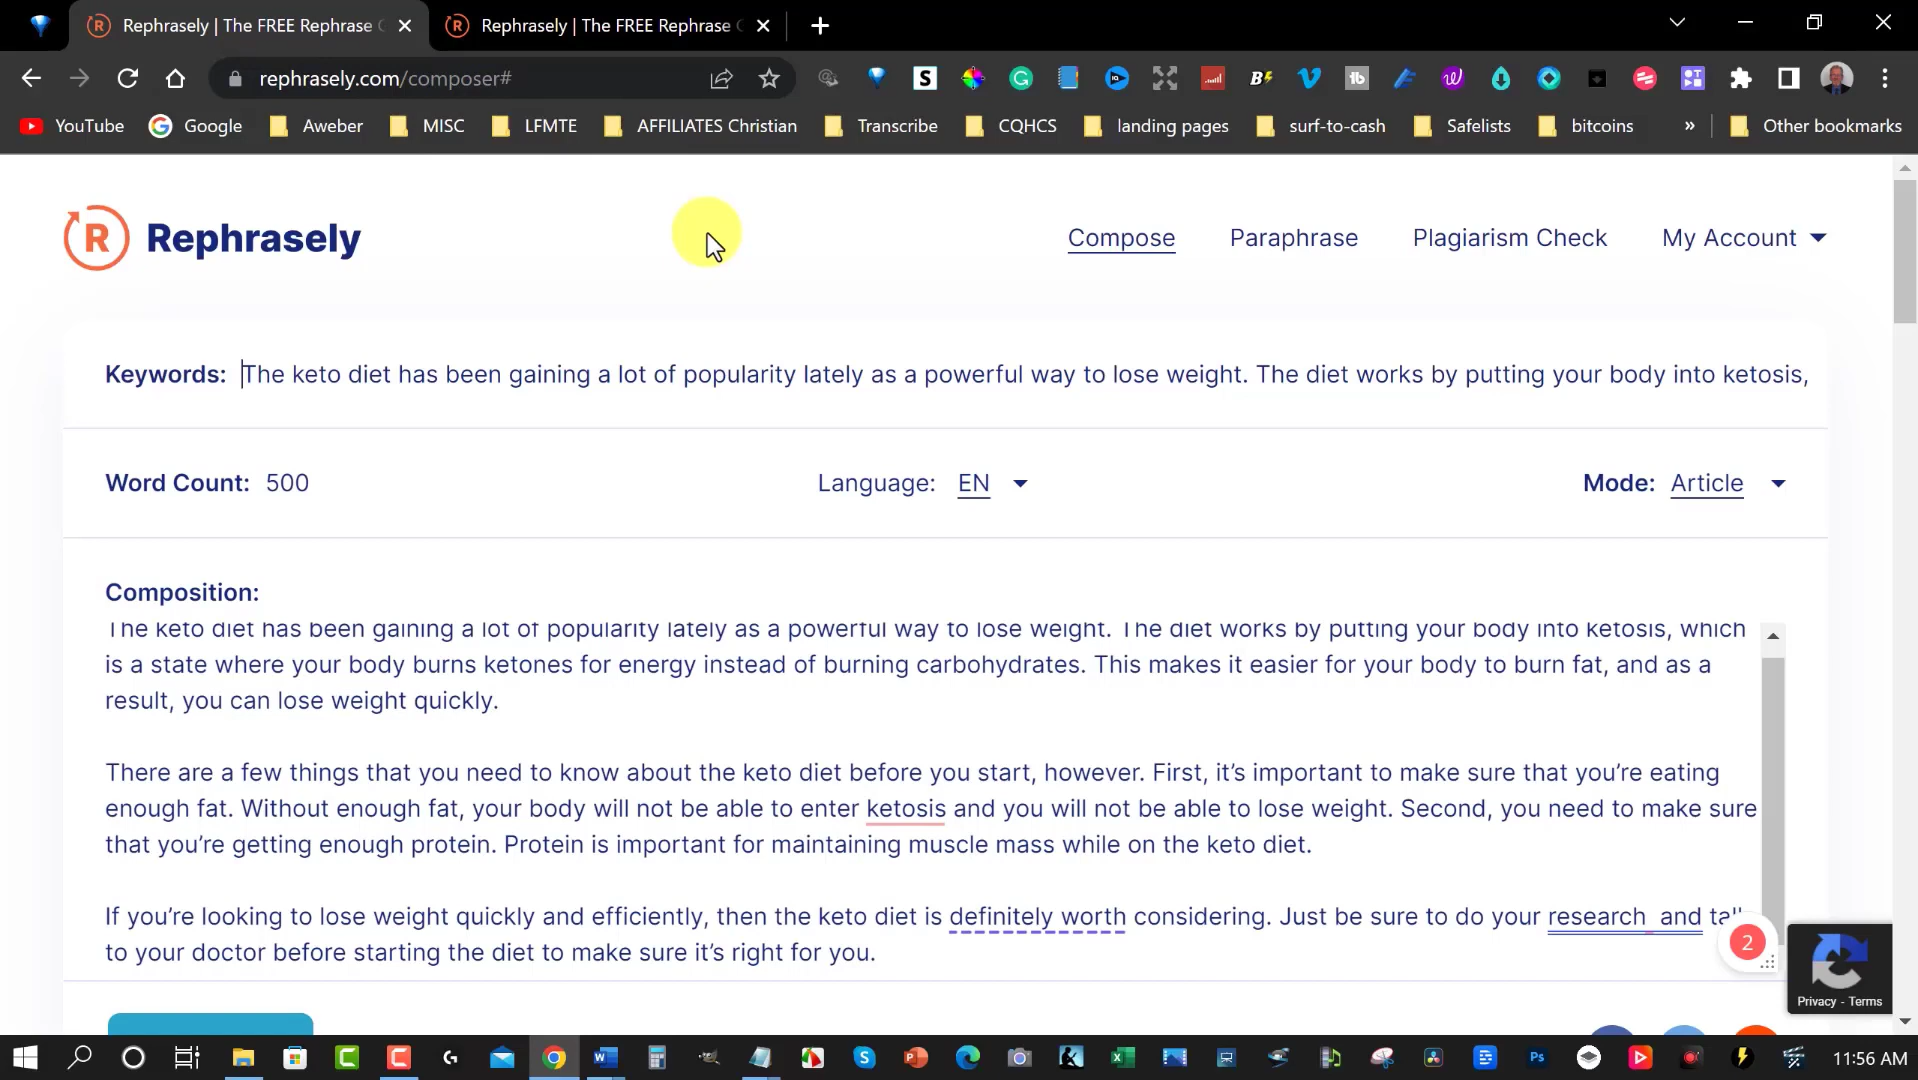 Rephrasely | The FREE Rephrase
Rephrasely | The FREE Rephrase
rephrasely.com/composer#
YouTube Google Aweber MISC LFMTE AFFILIATES Christian Transcribe CQHCS landing pages surf-to-cash Safelists bitcoins » Other bookmarks
R Rephrasely
Compose Paraphrase Plagiarism Check My Account
Keywords: The keto diet has been gaining a lot of popularity lately as a powerful way to lose weight. The diet works by putting your body into ketosis,
Word Count: 500 Language: EN Mode: Article
Composition:
The keto diet has been gaining a lot of popularity lately as a powerful way to lose weight. The diet works by putting your body into ketosis, which
is a state where your body burns ketones for energy instead of burning carbohydrates. This makes it easier for your body to burn fat, and as a
result, you can lose weight quickly.
There are a few things that you need to know about the keto diet before you start, however. First, it’s important to make sure that you’re eating
enough fat. Without enough fat, your body will not be able to enter ketosis and you will not be able to lose weight. Second, you need to make sure
that you’re getting enough protein. Protein is important for maintaining muscle mass while on the keto diet.
If you’re looking to lose weight quickly and efficiently, then the keto diet is definitely worth considering. Just be sure to do your research and
to your doctor before starting the diet to make sure it’s right for you.
2
Privacy - Terms
11:56 AM